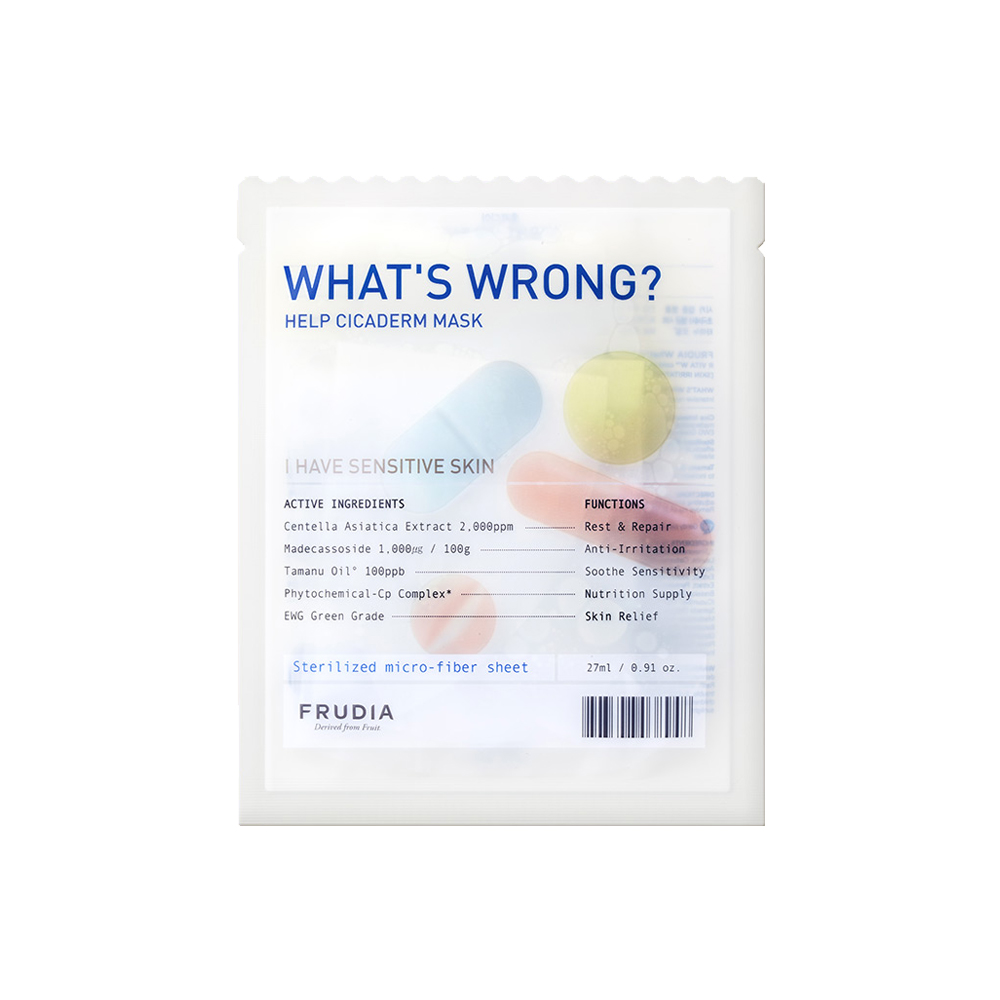 WHAT'S WRONG?
HELP CICADERM MASK
I HAVE SENSITIVE SKIN
ACTIVE INGREDIENTS FUNCTIONS
Centella Asiatica Extract 2,000ppm Rest & Repair
Madecassoside 1,000㎍ / 100g Anti-Irritation
Tamanu Oil° 100ppb Soothe Sensitivity
Phytochemical-Cp Complex* Nutrition Supply
EWG Green Grade Skin Relief
Sterilized micro-fiber sheet 27ml / 0.91 oz.
FRUDIA
Derived from Fruit